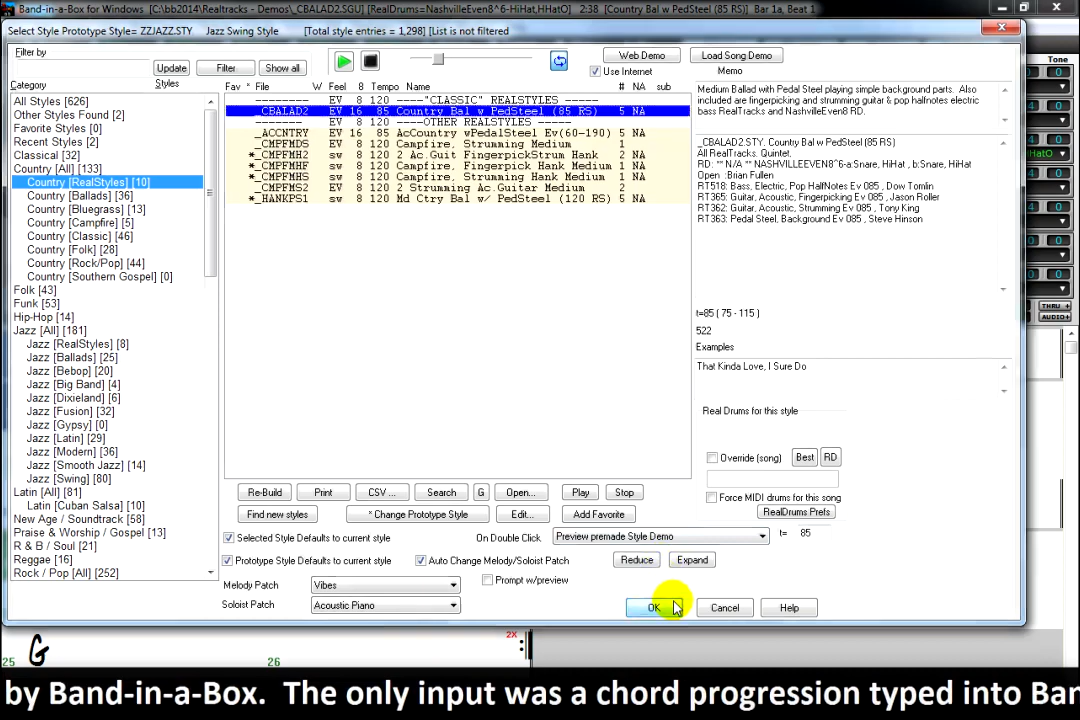 Band-in-a-Box for Windows [C:\bb2014\Realtracks - Demos\_CBALAD2.SGU] [RealDrums=NashvilleEven8^6-HiHat,HHatO] 2:38 [Country Bal w PedSteel (85 RS)] Bar 1a, Beat 1
Select Style Prototype Style= ZZJAZZ.STY Jazz Swing Style [Total style entries = 1,298] [List is not filtered
Tone
Filter by
Update
Filter
Show all
Web Demo
Load Song Demo
Use Internet
Memo
Category
Styles
Fav * File W Feel 8 Tempo Name # NA sub
All Styles [626]
Other Styles Found [2]
Favorite Styles [0]
Recent Styles [2]
Classical [32]
Country [All] [133]
Country [RealStyles] [10]
Country [Ballads] [36]
Country [Bluegrass] [13]
Country [Campfire] [5]
Country [Classic] [46]
Country [Folk] [28]
Country [Rock/Pop] [44]
Country [Southern Gospel] [0]
Folk [43]
Funk [53]
Hip-Hop [14]
Jazz [All] [181]
Jazz [RealStyles] [8]
Jazz [Ballads] [25]
Jazz [Bebop] [20]
Jazz [Big Band] [4]
Jazz [Dixieland] [6]
Jazz [Fusion] [32]
Jazz [Gypsy] [0]
Jazz [Latin] [29]
Jazz [Modern] [36]
Jazz [Smooth Jazz] [14]
Jazz [Swing] [80]
Latin [All] [81]
Latin [Cuban Salsa] [10]
New Age / Soundtrack [58]
Praise & Worship / Gospel [13]
R & B / Soul [21]
Reggae [16]
Rock / Pop [All] [252]
-------- EV 8 120 ----"CLASSIC" REALSTYLES -----
_CBALAD2 EV 16 85 Country Bal w PedSteel (85 RS) 5 NA
------- EV 8 120 ----OTHER REALSTYLES -----
_ACCNTRY EV 16 85 AcCountry wPedalSteel Ev(60-190) 5 NA
_CMPFMDS EV 8 120 Campfire, Strumming Medium 1
*_CMPFMH2 sw 8 120 2 Ac.Guit FingerpickStrum Hank 2 NA
*_CMPFMHF sw 8 120 Campfire, Fingerpick Hank Medium 1 NA
*_CMPFMHS sw 8 120 Campfire, Strumming Hank Medium 1 NA
_CMPFMS2 EV 8 120 2 Strumming Ac.Guitar Medium 2
*_HANKPS1 sw 8 120 Md Ctry Bal w/ PedSteel (120 RS) 5 NA
Medium Ballad with Pedal Steel playing simple background parts. Also
included are fingerpicking and strumming guitar & pop halfnotes electric
bass RealTracks and NashvilleEven8 RD.
_CBALAD2.STY. Country Bal w PedSteel (85 RS)
All RealTracks. Quintet,
RD: ** N/A ** NASHVILLEEVEN8^6-a:Snare, HiHat , b:Snare, HiHat
Open :Brian Fullen
RT518: Bass, Electric, Pop HalfNotes Ev 085 , Dow Tomlin
RT365: Guitar, Acoustic, Fingerpicking Ev 085 , Jason Roller
RT362: Guitar, Acoustic, Strumming Ev 085 , Tony King
RT363: Pedal Steel, Background Ev 085 , Steve Hinson
t=85 ( 75 - 115 )
522
Examples
That Kinda Love, I Sure Do
Real Drums for this style
Override (song)
Best
RD
Force MIDI drums for this song
RealDrums Prefs
t= 85
HatO
THRU +
AUDIO+
Re-Build
Print
CSV ...
Search
G
Open...
Play
Stop
Find new styles
* Change Prototype Style
Edit...
Add Favorite
Selected Style Defaults to current style
On Double Click
Preview premade Style Demo
Prototype Style Defaults to current style
Auto Change Melody/Soloist Patch
Reduce
Expand
Melody Patch
Vibes
Prompt w/preview
Soloist Patch
Acoustic Piano
OK
Cancel
Help
G
2X
25
26
by Band-in-a-Box. The only input was a chord progression typed into Ban